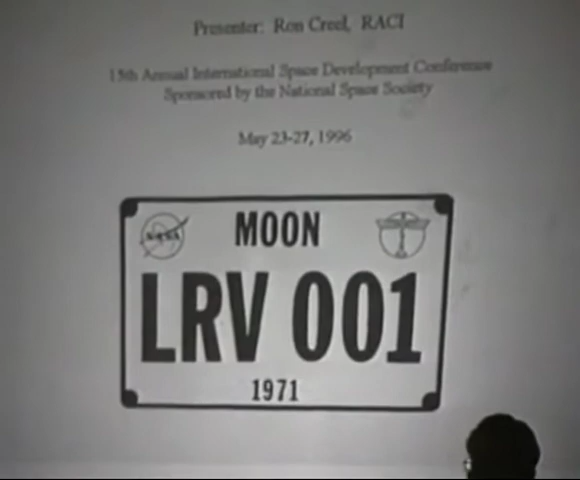 Presenter: Ron Creel, RACI
15th Annual International Space Development Conference
Sponsored by the National Space Society
May 23-27, 1996
NASA
MOON
LRV 001
1971